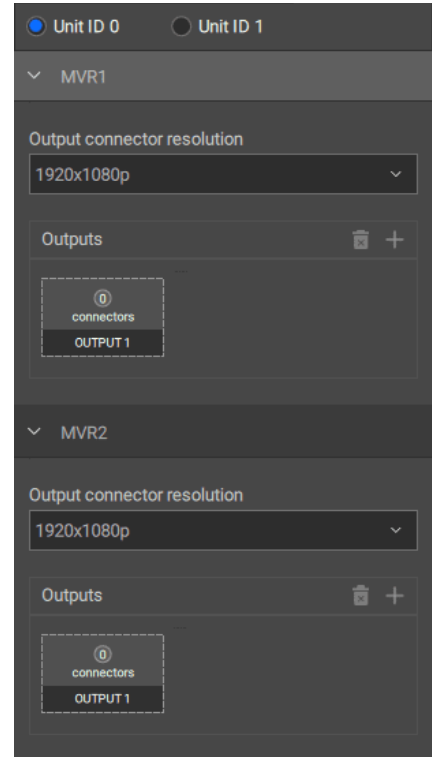 Unit ID 0 Unit ID 1
MVR1
Output connector resolution
1920x1080p
Outputs
0
connectors
OUTPUT 1
MVR2
Output connector resolution
1920x1080p
Outputs
0
connectors
OUTPUT 1